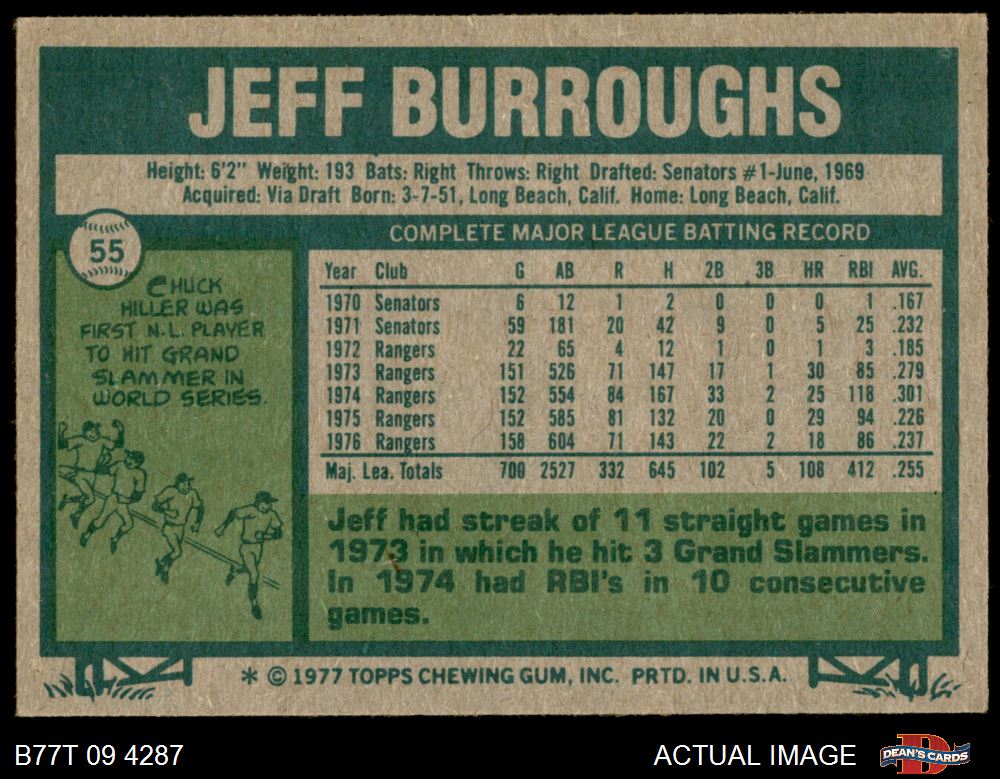 JEFF BURROUGHS
Height: 6'2" Weight: 193 Bats: Right Throws: Right Drafted: Senators #1-June, 1969
Acquired: Via Draft Born: 3-7-51, Long Beach, Calif. Home: Long Beach, Calif.
55
CHUCK
HILLER WAS
FIRST N.L. PLAYER
TO HIT GRAND
SLAMMER IN
WORLD SERIES.
COMPLETE MAJOR LEAGUE BATTING RECORD
Year Club G AB R H 2B 3B HR RBI AVG.
1970 Senators 6 12 1 2 0 0 0 1 .167
1971 Senators 59 181 20 42 9 0 5 25 .232
1972 Rangers 22 65 4 12 1 0 1 3 .185
1973 Rangers 151 526 71 147 17 1 30 85 .279
1974 Rangers 152 554 84 167 33 2 25 118 .301
1975 Rangers 152 585 81 132 20 0 29 94 .226
1976 Rangers 158 604 71 143 22 2 18 86 .237
Maj. Lea. Totals 700 2527 332 645 102 5 108 412 .255
Jeff had streak of 11 straight games in
1973 in which he hit 3 Grand Slammers.
In 1974 had RBI's in 10 consecutive
games.
* © 1977 TOPPS CHEWING GUM, INC. PRTD. IN U.S.A.
B77T 09 4287 ACTUAL IMAGE D DEAN'S CARDS